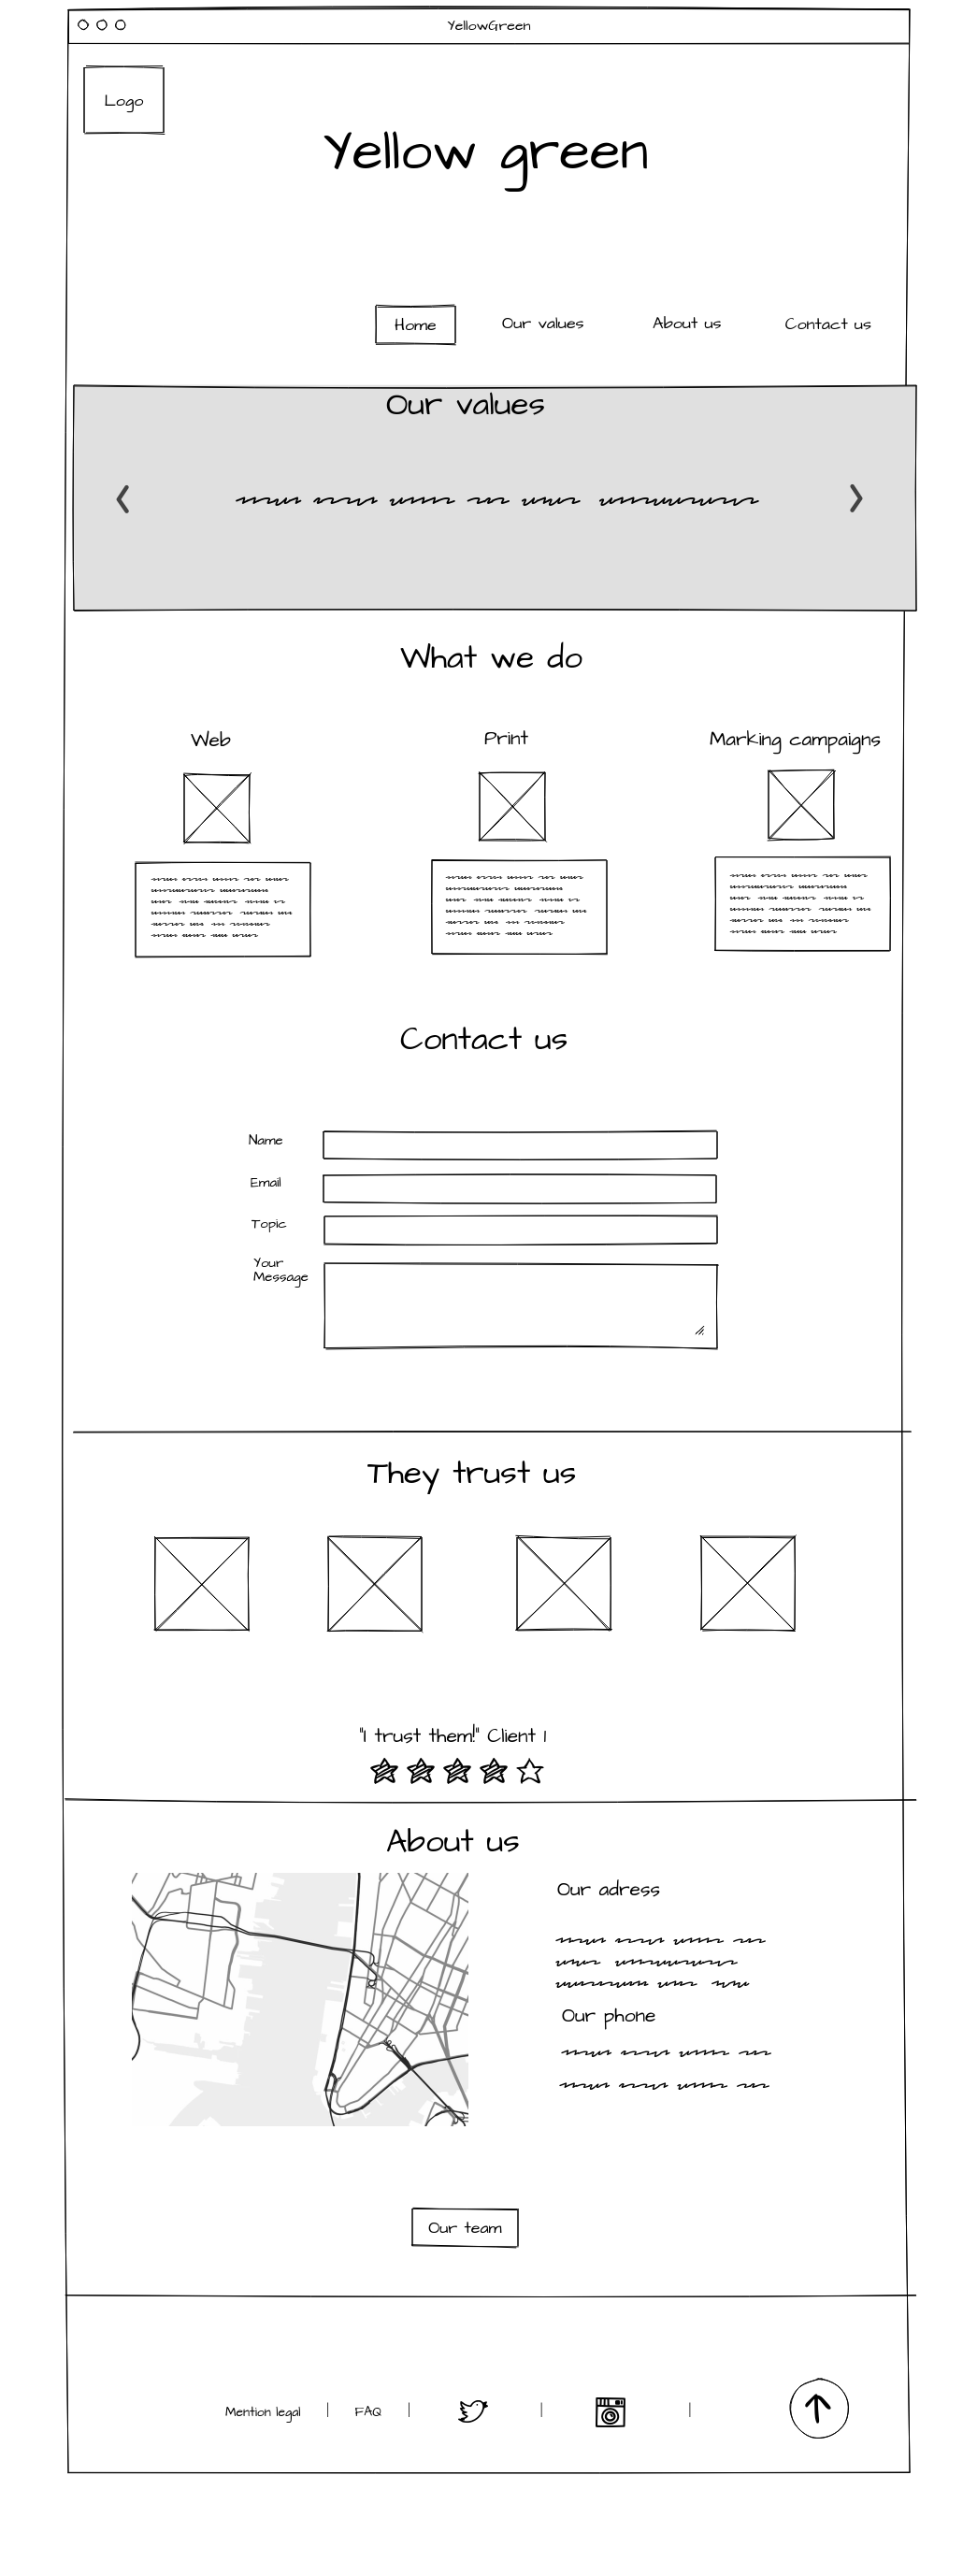 YellowGreen
Logo
Yellow green
Home Our values About us Contact us
Our values
What we do
Web Print Marking campaigns
Contact us
Name
Email
Topic
Your
Message
They trust us
"I trust them!" Client 1
About us
Our adress
Our phone
Our team
Mention legal | FAQ | | |